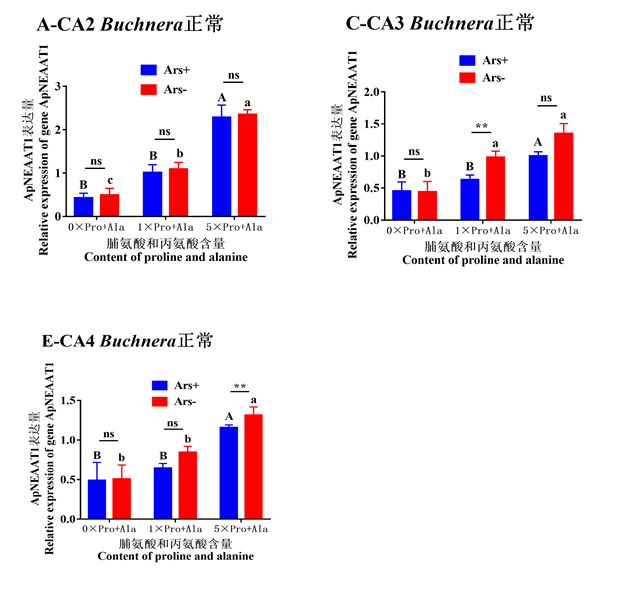 A-CA2 Buchnera正常
Ars+
Ars-
ApNEAAT1表达量
Relative expression of gene ApNEAAT1
3
2
1
0
ns
B
c
ns
B
b
ns
A
a
0×Pro+Ala
1×Pro+Ala
5×Pro+Ala
脯氨酸和丙氨酸含量
Content of proline and alanine
C-CA3 Buchnera正常
Ars+
Ars-
ApNEAAT1表达量
Relative expression of gene ApNEAAT1
2.0
1.5
1.0
0.5
0.0
ns
B
b
**
B
a
ns
A
a
0×Pro+Ala
1×Pro+Ala
5×Pro+Ala
脯氨酸和丙氨酸含量
Content of proline and alanine
E-CA4 Buchnera正常
Ars+
Ars-
ApNEAAT1表达量
Relative expression of gene ApNEAAT1
1.5
1.0
0.5
0.0
ns
B
b
ns
B
b
**
A
a
0×Pro+Ala
1×Pro+Ala
5×Pro+Ala
脯氨酸和丙氨酸含量
Content of proline and alanine